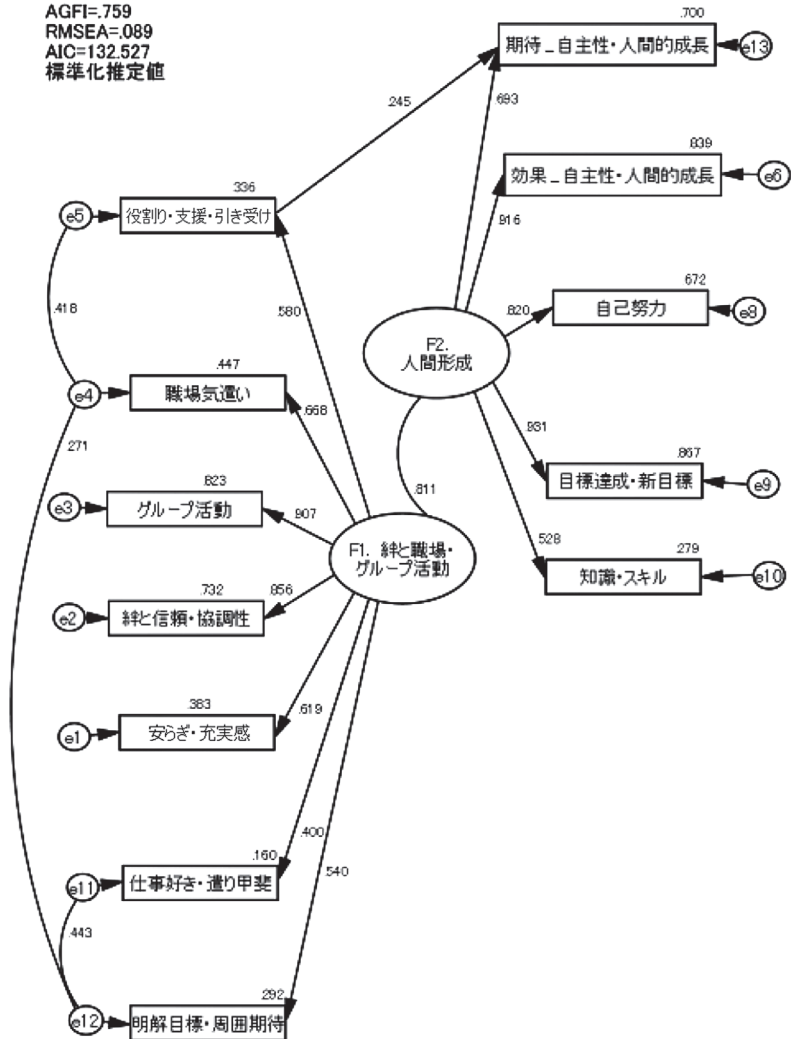 AGFI=.759
RMSEA=.089
AIC=132.527
標準化推定値
.700
期待_自主性・人間的成長
e13
.245
.693
.839
効果_自主性・人間的成長
e6
.916
.336
役割り・支援・引き受け
e5
.672
自己努力
e8
.820
.418
.580
F2.
人間形成
.447
職場気遣い
e4
.668
.271
.931
.867
目標達成・新目標
e9
.811
.823
グループ活動
e3
.907
F1. 絆と職場・
グループ活動
.528
.279
知識・スキル
e10
.732
絆と信頼・協調性
e2
.856
.383
安らぎ・充実感
e1
.619
.400
.160
仕事好き・遣り甲斐
e11
.540
.443
.292
明解目標・周囲期待
e12